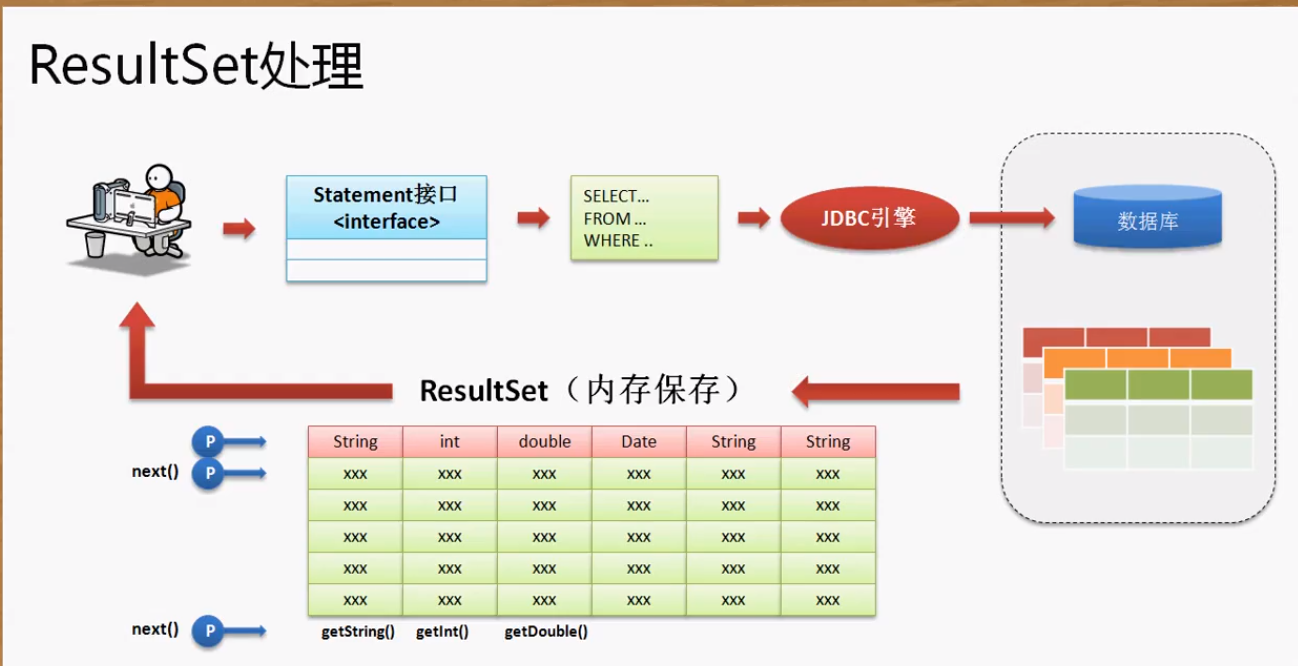 ResultSet处理
Statement接口
<interface>
SELECT...
FROM ...
WHERE ..
JDBC引擎
数据库
ResultSet（内存保存）
P
String int double Date String String
next() P
xxx xxx xxx xxx xxx xxx
xxx xxx xxx xxx xxx xxx
xxx xxx xxx xxx xxx xxx
xxx xxx xxx xxx xxx xxx
xxx xxx xxx xxx xxx xxx
next() P
getString() getInt() getDouble()